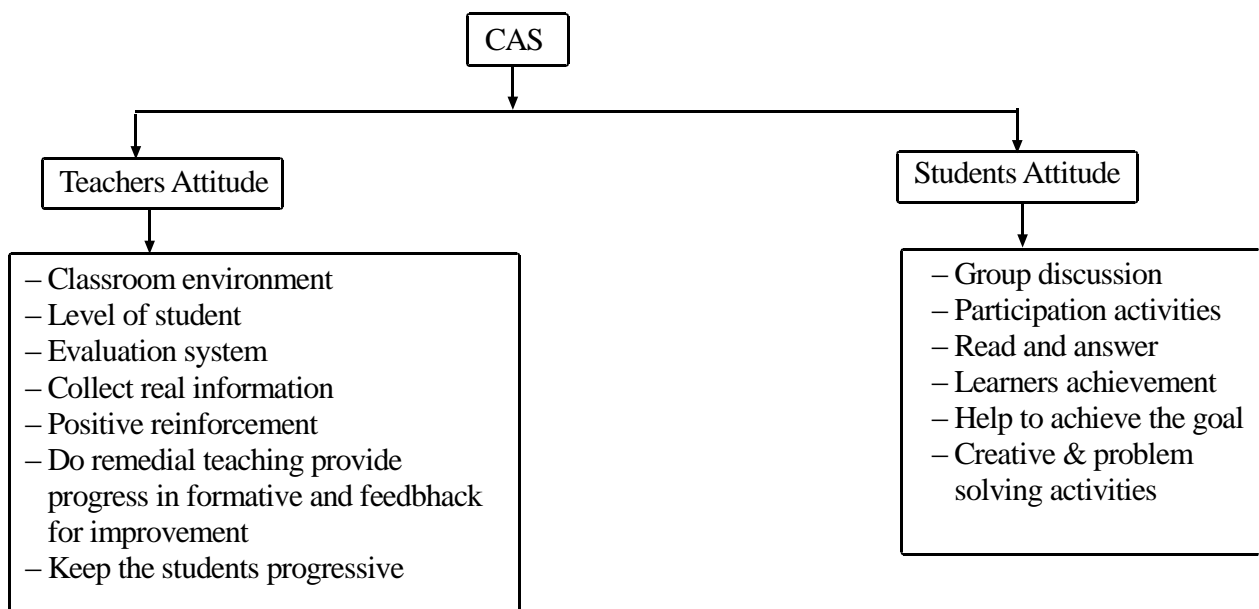 CAS
Teachers Attitude
Students Attitude
– Classroom environment
– Level of student
– Evaluation system
– Collect real information
– Positive reinforcement
– Do remedial teaching provide
progress in formative and feedbhack
for improvement
– Keep the students progressive
– Group discussion
– Participation activities
– Read and answer
– Learners achievement
– Help to achieve the goal
– Creative & problem
solving activities